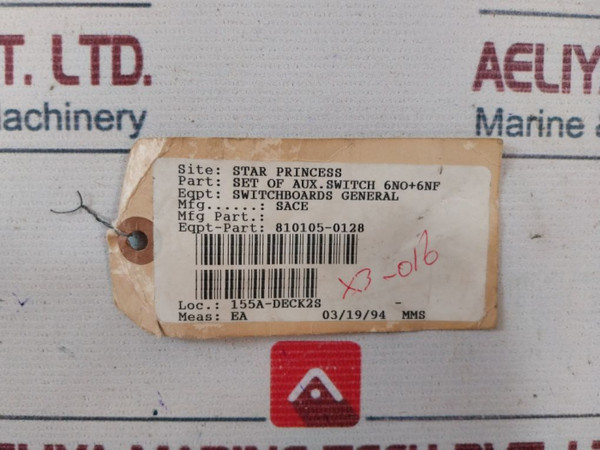 T. LTD.
AELIYA
achinery
Marine &
Site: STAR PRINCESS
Part: SET OF AUX.SWITCH 6NO+6NF
Eqpt: SWITCHBOARDS GENERAL
Mfg.....: SACE
Mfg Part.:
Eqpt-Part: 810105-0128
X3-016
Loc.: 155A-DECK2S -
Meas: EA 03/19/94 MMS